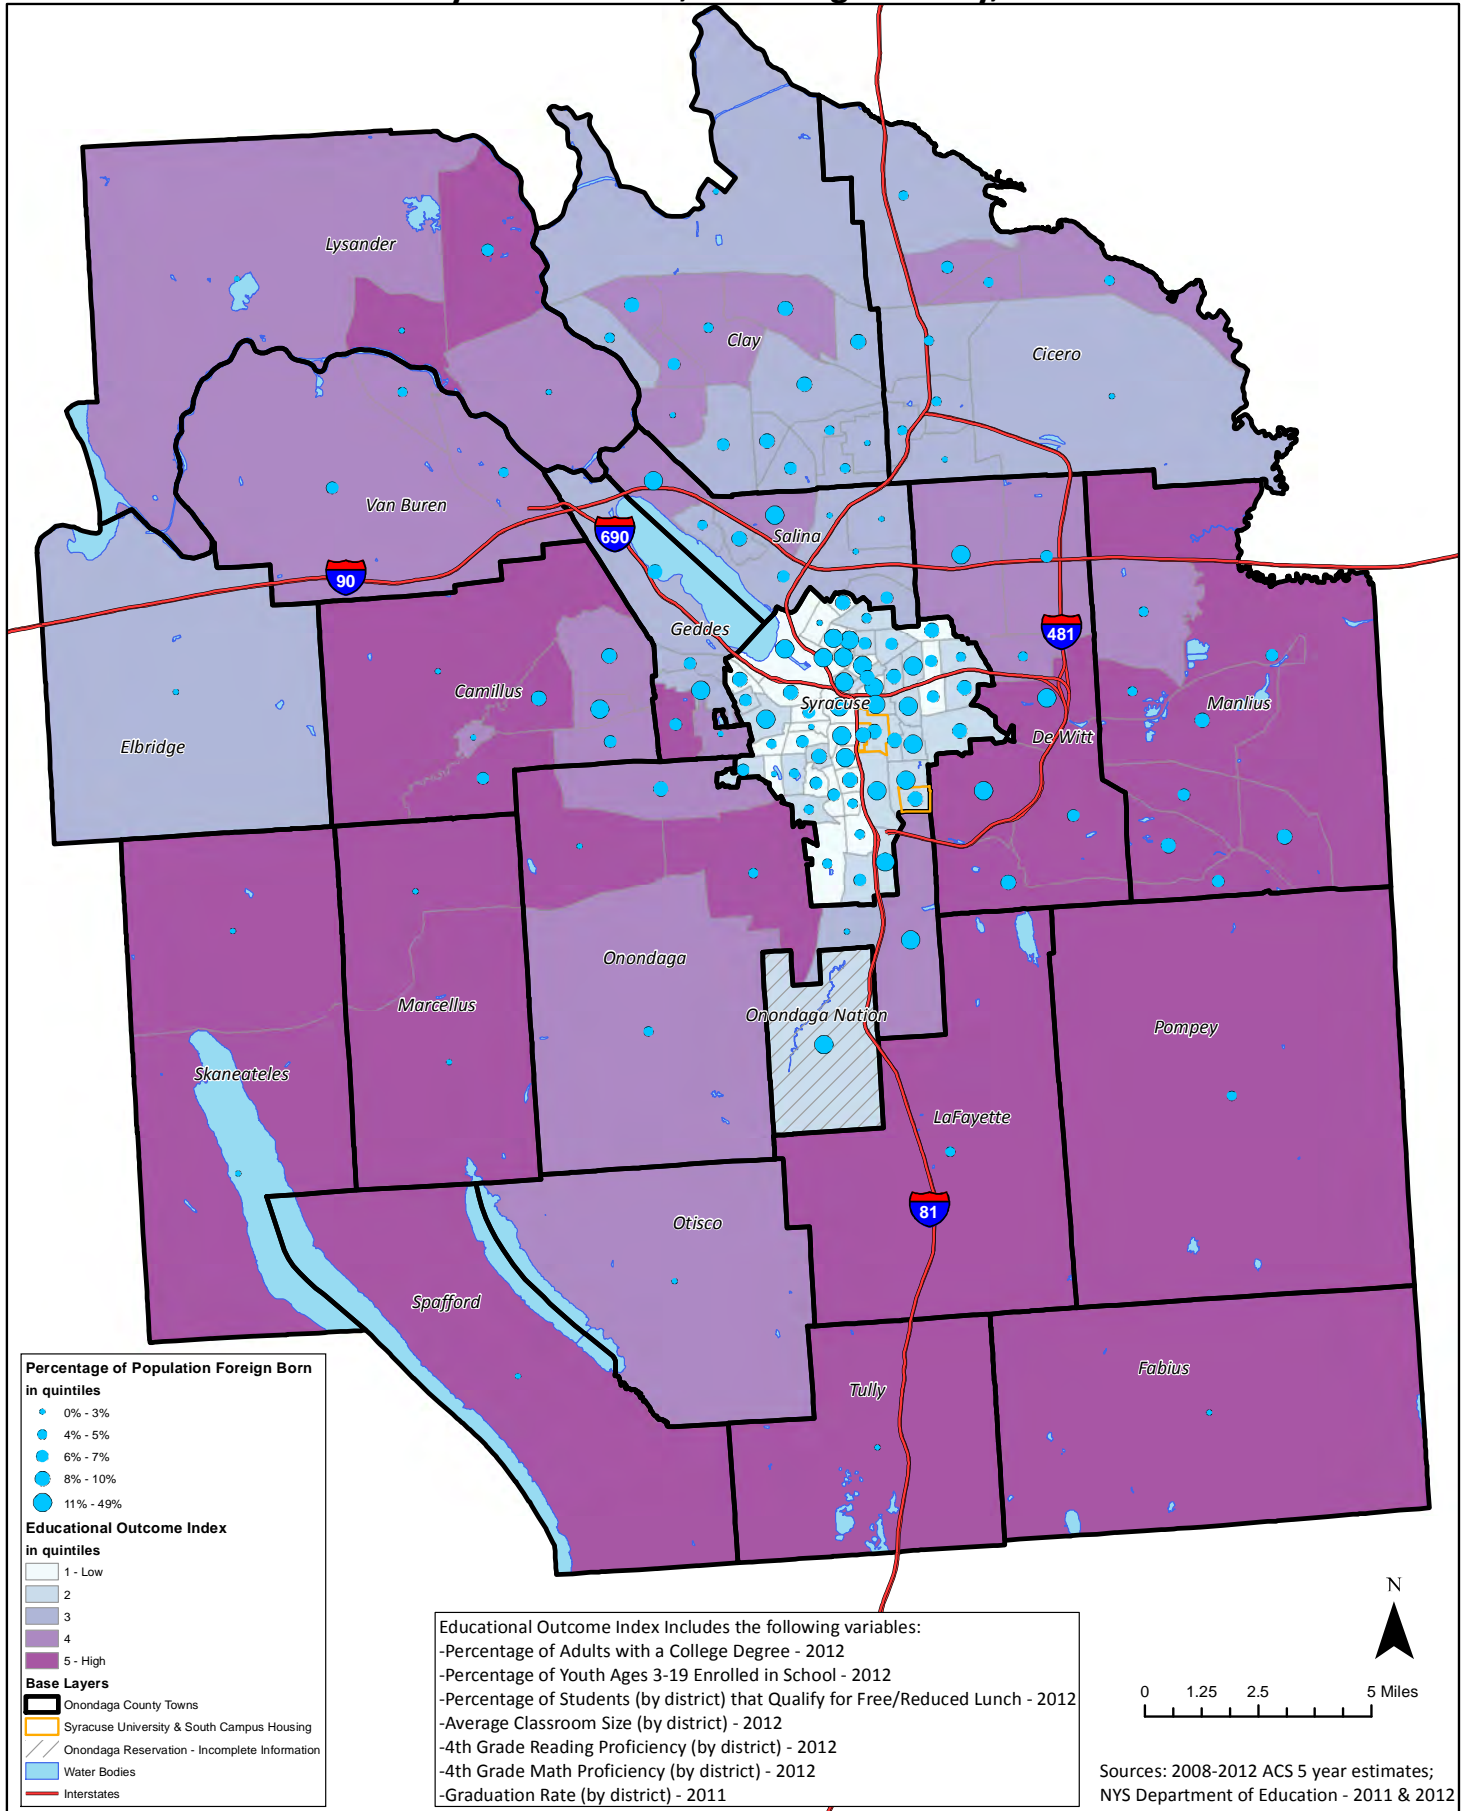 Lysander
Clay
Cicero
Van Buren
Salina
690
90
481
Geddes
Camillus
Syracuse
Manlius
De Witt
Elbridge
Onondaga
Marcellus
Onondaga Nation
Pompey
Skaneateles
LaFayette
81
Otisco
Spafford
Fabius
Tully
Percentage of Population Foreign Born
in quintiles
0% - 3%
4% - 5%
6% - 7%
8% - 10%
11% - 49%
Educational Outcome Index
in quintiles
1 - Low
2
3
4
5 - High
Base Layers
Onondaga County Towns
Syracuse University & South Campus Housing
Onondaga Reservation - Incomplete Information
Water Bodies
Interstates
Educational Outcome Index Includes the following variables:
-Percentage of Adults with a College Degree - 2012
-Percentage of Youth Ages 3-19 Enrolled in School - 2012
-Percentage of Students (by district) that Qualify for Free/Reduced Lunch - 2012
-Average Classroom Size (by district) - 2012
-4th Grade Reading Proficiency (by district) - 2012
-4th Grade Math Proficiency (by district) - 2012
-Graduation Rate (by district) - 2011
N
0 1.25 2.5 5 Miles
Sources: 2008-2012 ACS 5 year estimates;
NYS Department of Education - 2011 & 2012